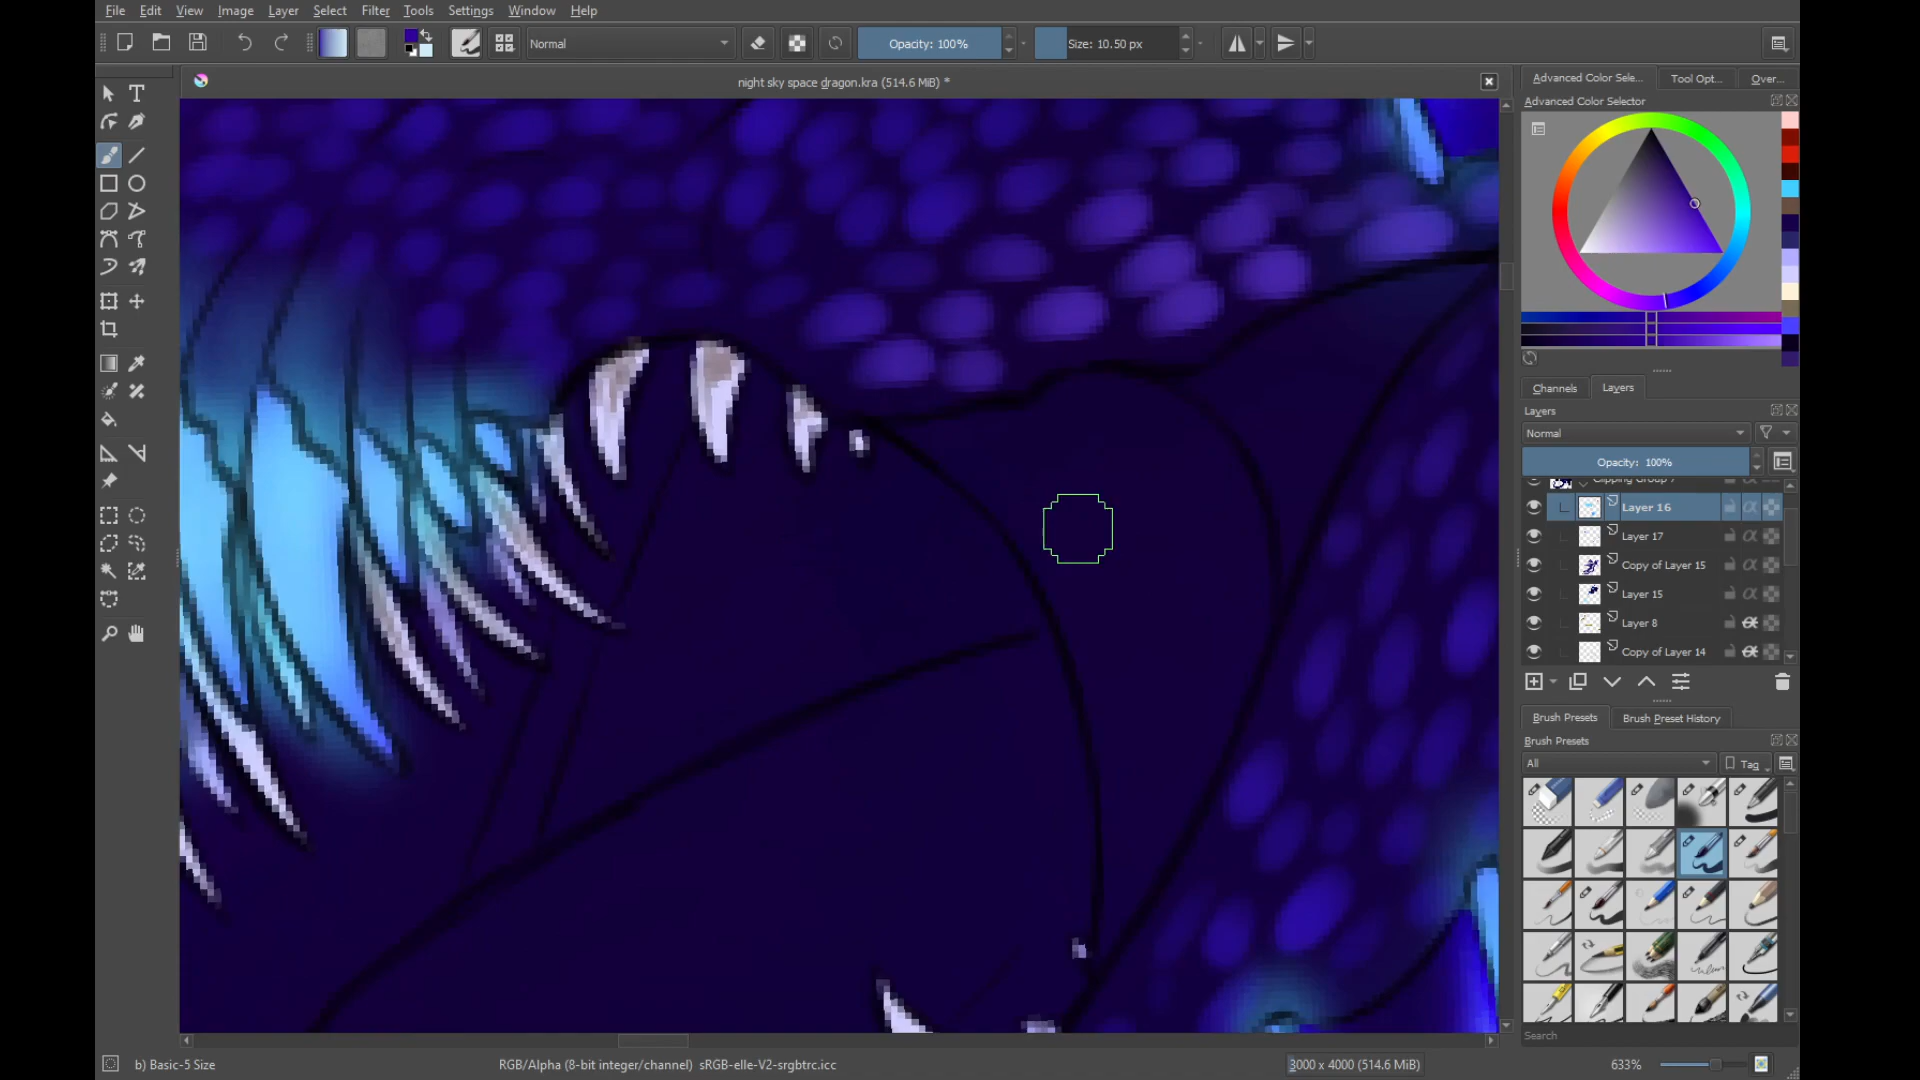 File Edit View Image Layer Select Filter Tools Settings Window Help
Normal Opacity: 100% Size: 10.50 px
night sky space dragon.kra (514.6 MiB) *
Advanced Color Sele... Tool Opt... Over...
Advanced Color Selector
Channels Layers
Layers
Normal
Opacity: 100%
Clipping Group 7
Layer 16
Layer 17
Copy of Layer 15
Layer 15
Layer 8
Copy of Layer 14
Brush Presets Brush Preset History
Brush Presets
All Tag
Search
b) Basic-5 Size RGB/Alpha (8-bit integer/channel) sRGB-elle-V2-srgbtrc.icc 3000 x 4000 (514.6 MiB) 633%